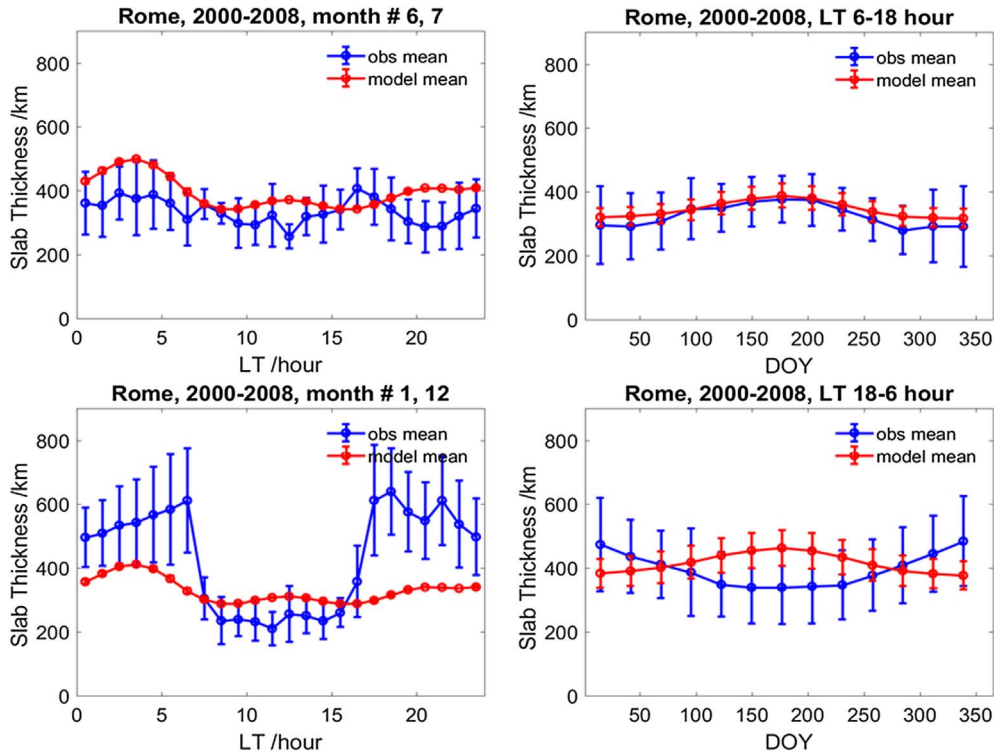 Rome, 2000-2008, month # 6, 7
Slab Thickness /km
800
600
400
200
0
obs mean
model mean
0 5 10 15 20
LT /hour
Rome, 2000-2008, LT 6-18 hour
Slab Thickness /km
800
600
400
200
0
obs mean
model mean
50 100 150 200 250 300 350
DOY
Rome, 2000-2008, month # 1, 12
Slab Thickness /km
800
600
400
200
0
obs mean
model mean
0 5 10 15 20
LT /hour
Rome, 2000-2008, LT 18-6 hour
Slab Thickness /km
800
600
400
200
0
obs mean
model mean
50 100 150 200 250 300 350
DOY